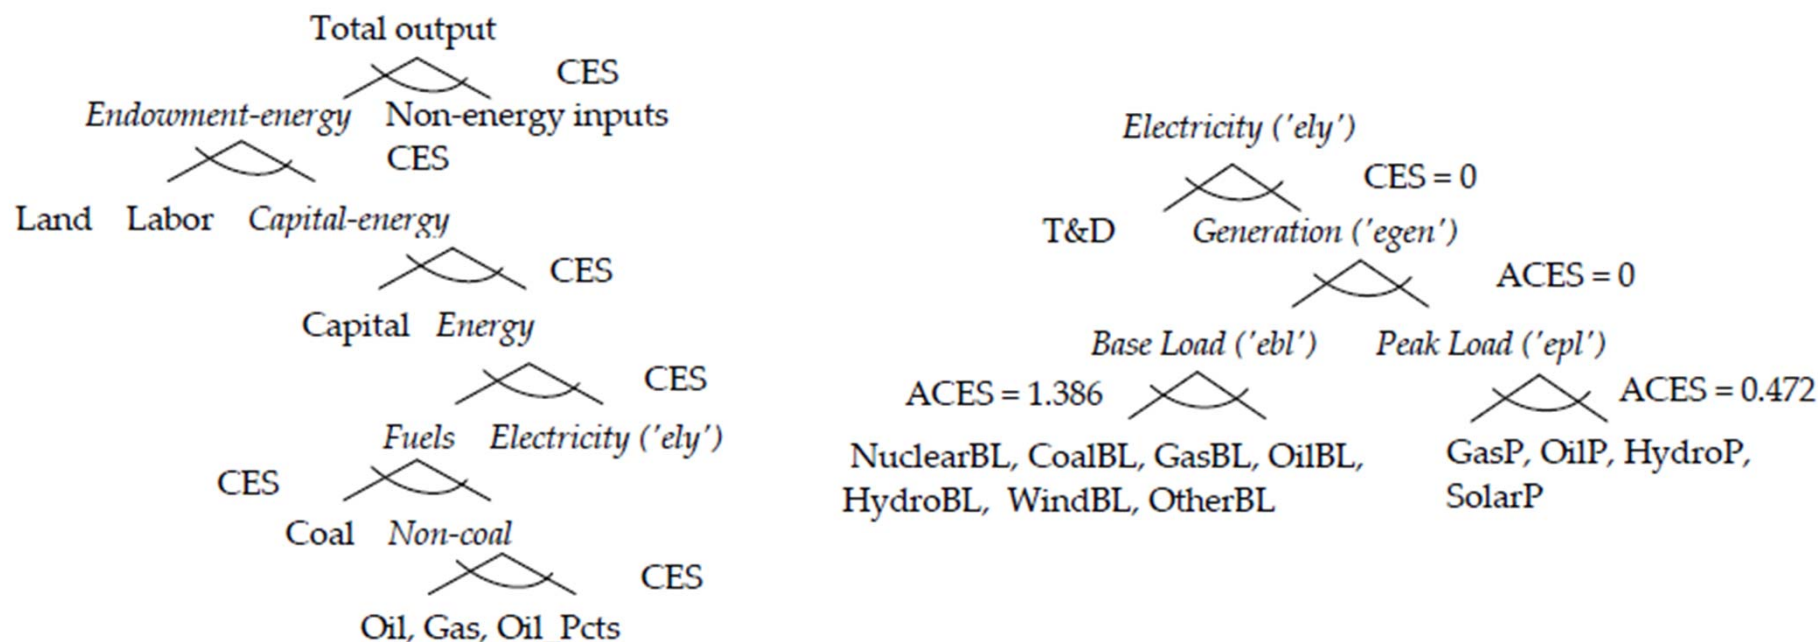 Total output
CES
Endowment-energy Non-energy inputs
CES
Land Labor Capital-energy
CES
Capital Energy
CES
Fuels Electricity ('ely')
CES
Coal Non-coal
CES
Oil, Gas, Oil_Pcts
Electricity ('ely')
CES = 0
T&D Generation ('egen')
ACES = 0
Base Load ('ebl') Peak Load ('epl')
ACES = 1.386
ACES = 0.472
NuclearBL, CoalBL, GasBL, OilBL,
HydroBL, WindBL, OtherBL
GasP, OilP, HydroP,
SolarP